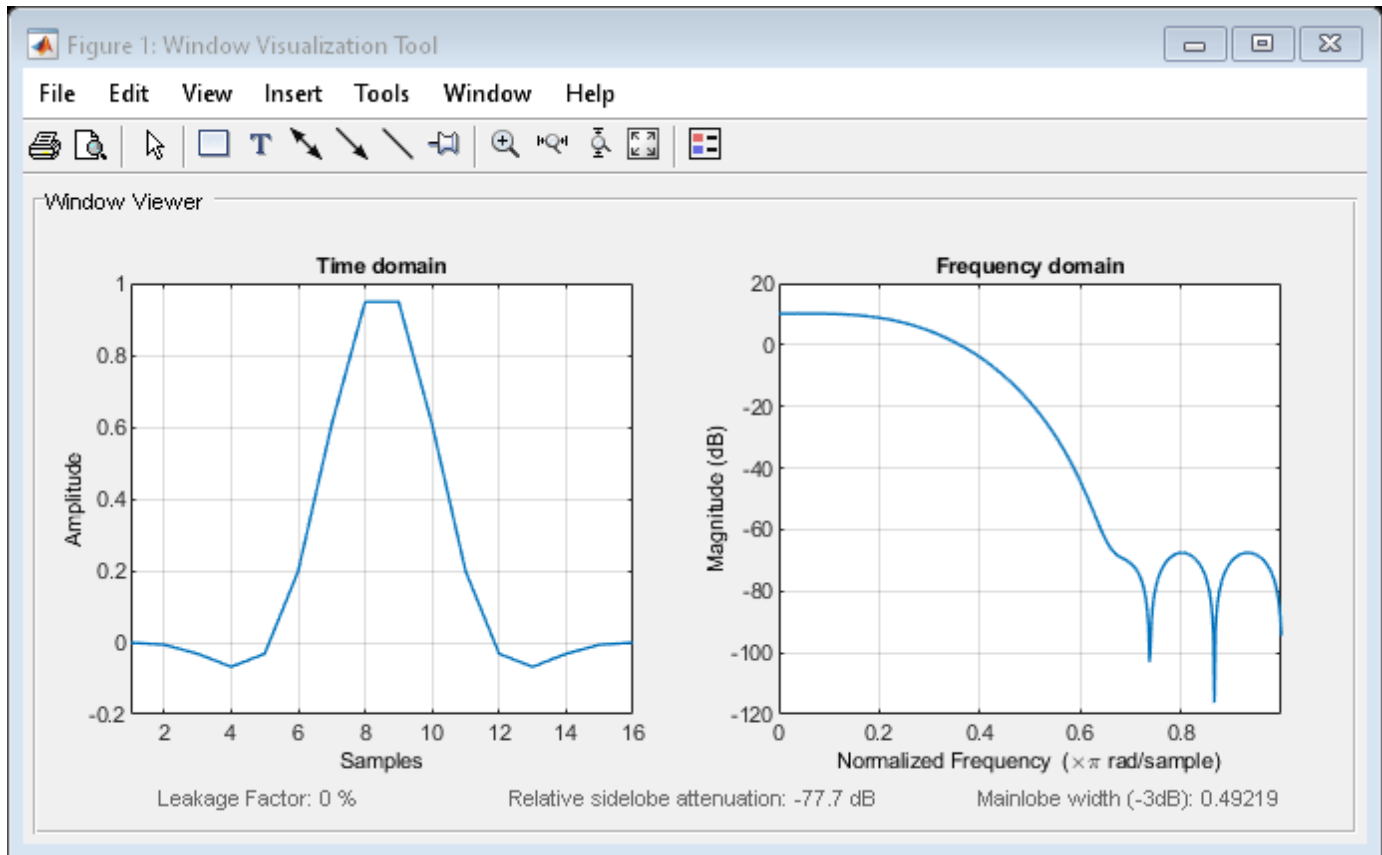 Figure 1: Window Visualization Tool
File Edit View Insert Tools Window Help
T
Window Viewer
Time domain
1
0.8
0.6
0.4
0.2
0
-0.2
Amplitude
2 4 6 8 10 12 14 16
Samples
Frequency domain
20
0
-20
-40
-60
-80
-100
-120
Magnitude (dB)
0 0.2 0.4 0.6 0.8
Normalized Frequency (×π rad/sample)
Leakage Factor: 0 % Relative sidelobe attenuation: -77.7 dB Mainlobe width (-3dB): 0.49219